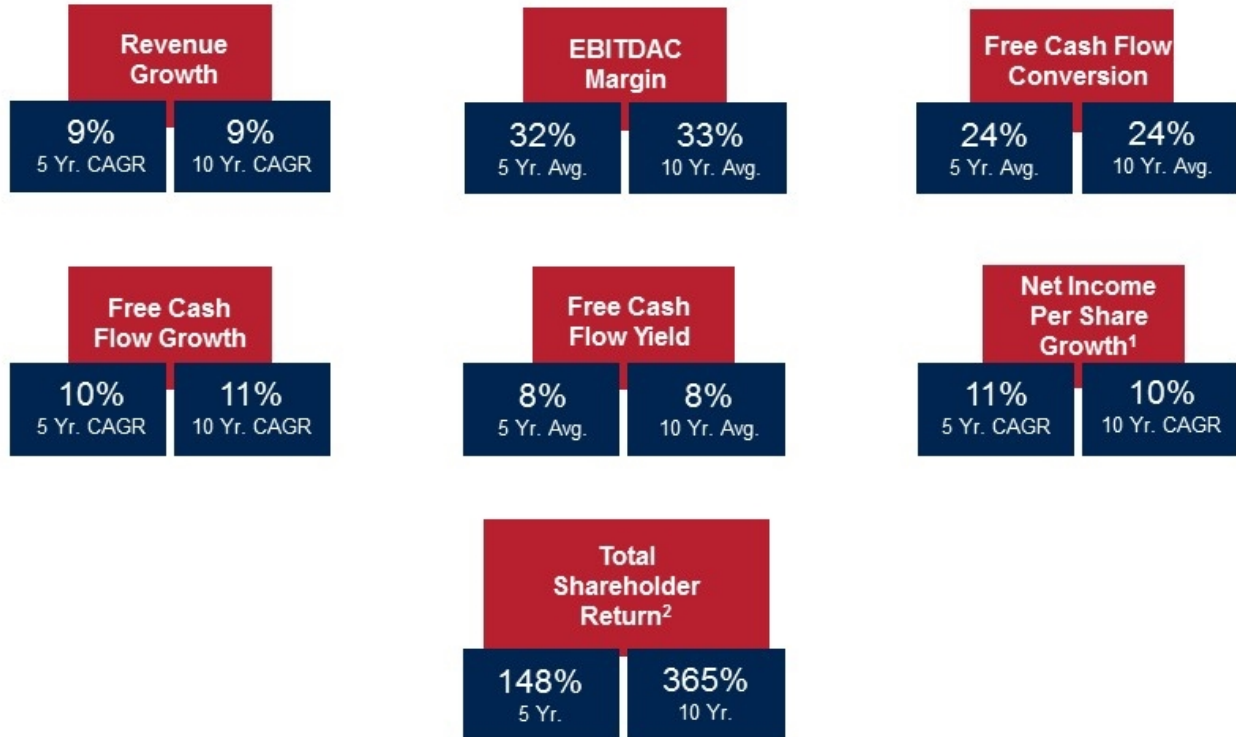 Revenue
Growth
9%
5 Yr. CAGR
9%
10 Yr. CAGR
EBITDAC
Margin
32%
5 Yr. Avg.
33%
10 Yr. Avg.
Free Cash Flow
Conversion
24%
5 Yr. Avg.
24%
10 Yr. Avg.
Free Cash
Flow Growth
10%
5 Yr. CAGR
11%
10 Yr. CAGR
Free Cash
Flow Yield
8%
5 Yr. Avg.
8%
10 Yr. Avg.
Net Income
Per Share
Growth¹
11%
5 Yr. CAGR
10%
10 Yr. CAGR
Total
Shareholder
Return²
148%
5 Yr.
365%
10 Yr.